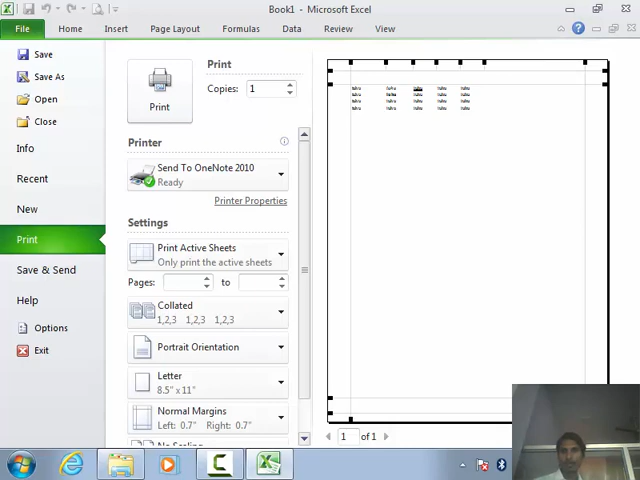 Book1 - Microsoft Excel
File Home Insert Page Layout Formulas Data Review View
Save
Save As
Open
Close
Info
Recent
New
Print
Save & Send
Help
Options
Exit
Print
Print
Copies: 1
Printer
Send To OneNote 2010
Ready
Printer Properties
Settings
Print Active Sheets
Only print the active sheets
Pages: to
Collated
1,2,3 1,2,3 1,2,3
Portrait Orientation
Letter
8.5" x 11"
Normal Margins
Left: 0.7" Right: 0.7"
No Scaling
1 of 1